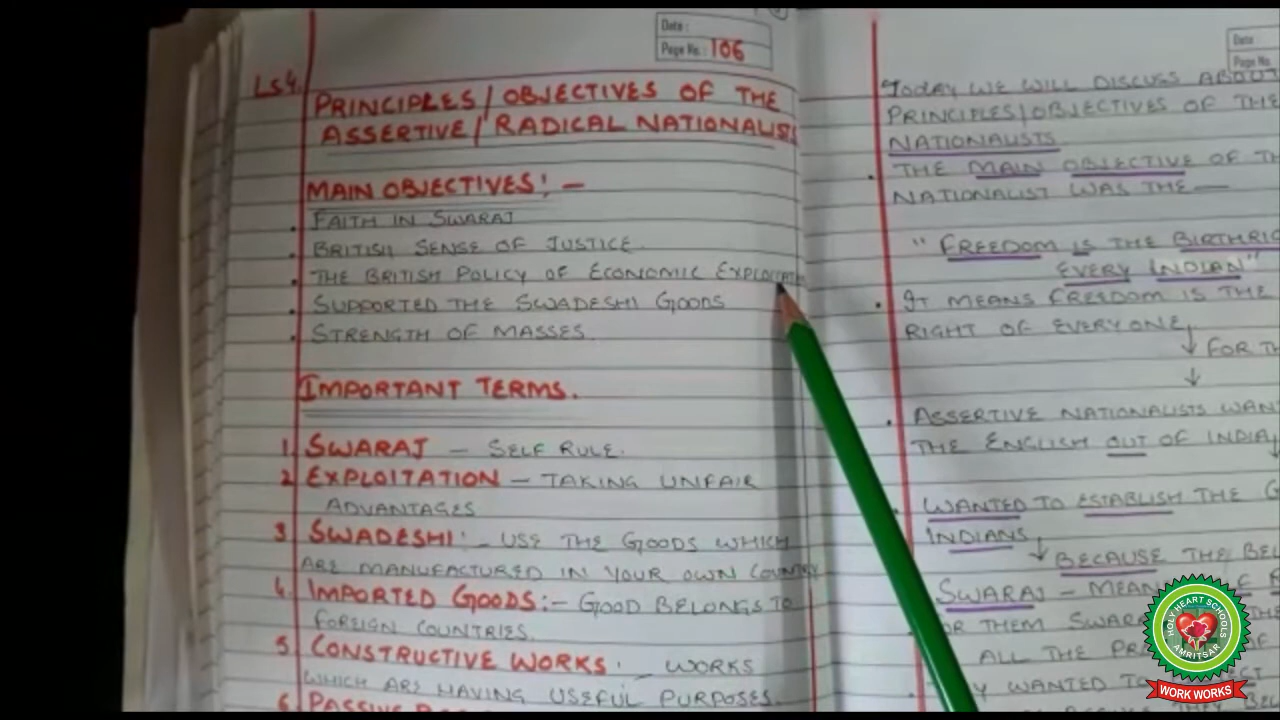 Date :
Page No. : 106
Ls 4.
PRINCIPLES / OBJECTIVES OF THE
ASSERTIVE / RADICAL NATIONALISTS
MAIN OBJECTIVES : -
. FAITH IN SWARAJ
. BRITISH SENSE OF JUSTICE.
. THE BRITISH POLICY OF ECONOMIC
. SUPPORTED THE SWADESHI GOODS
. STRENGTH OF MASSES.
IMPORTANT TERMS.
1. SWARAJ - SELF RULE.
2 EXPLOITATION - TAKING UNFAIR
ADVANTAGES
3 SWADESHI : - USE THE GOODS WHICH
ARE MANUFACTURED IN YOUR OWN COUNTRY
4. IMPORTED GOODS : - GOOD BELONGS TO
FOREIGN COUNTRIES.
5. CONSTRUCTIVE WORKS : WORKS
WHICH ARE HAVING USEFUL PURPOSES.
6.
Date
Page No.
TODAY WE WILL DISCUSS ABOUT
PRINCIPLES / OBJECTIVES OF THE
NATIONALISTS
. THE MAIN OBJECTIVE OF
NATIONALIST WAS THE —
" FREEDOM IS THE
EVERY INDIAN"
. IT MEANS FREEDOM IS THE
RIGHT OF EVERYONE,
↓ FOR
↓
. ASSERTIVE NATIONALISTS
THE ENGLISH OUT OF INDIA,
. WANTED TO ESTABLISH THE
INDIANS,
↓ BECAUSE THE
SWARAJ -
THEM
ALL THE
WANTED
HOLY HEART SCHOOLS
AMRITSAR
WORK WORKS